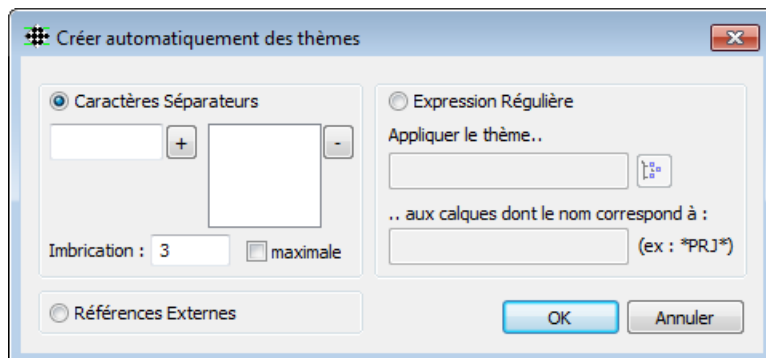 Créer automatiquement des thèmes
Caractères Séparateurs
+
-
Imbrication : 3
maximale
Références Externes
Expression Régulière
Appliquer le thème..
.. aux calques dont le nom correspond à :
(ex : *PRJ*)
OK
Annuler